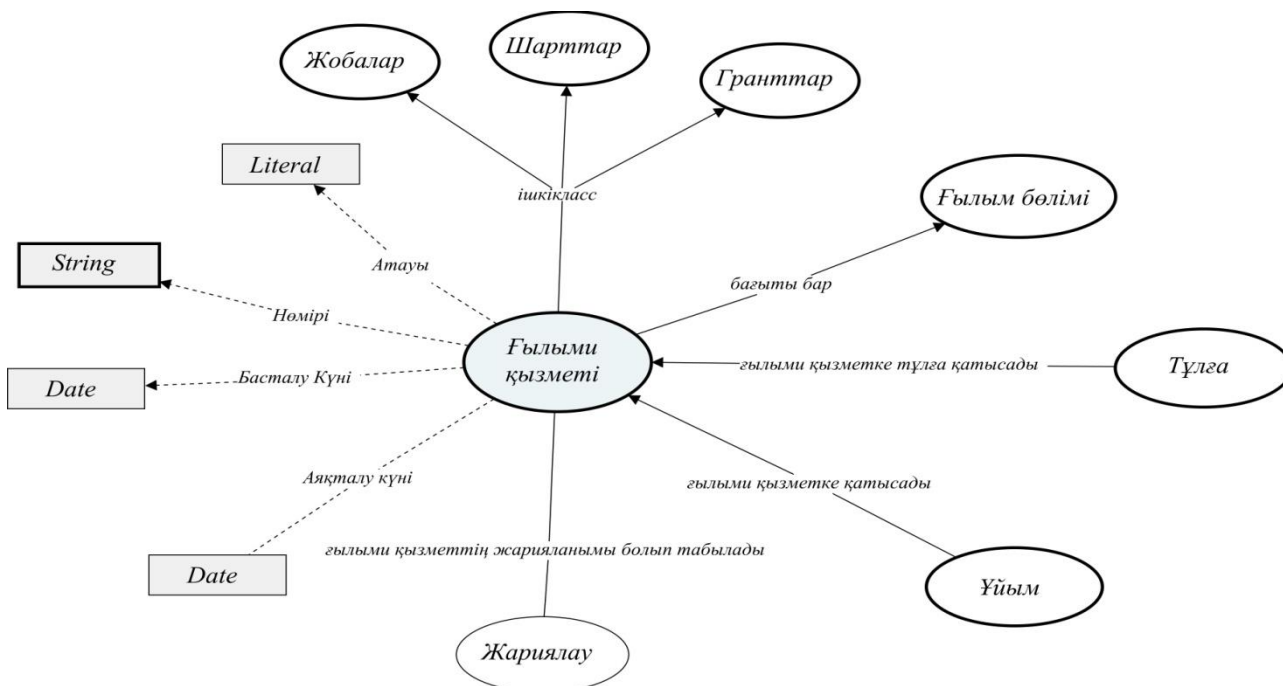 Шарттар
Жобалар
Гранттар
Literal
ішкікласс
Ғылым бөлімі
String
Атауы
бағыты бар
Нөмірі
Ғылыми
қызметі
ғылыми қызметке тұлға қатысады
Тұлға
Date
Басталу Күні
Аяқталу күні
ғылыми қызметке қатысады
ғылыми қызметтің жарияланымы болып табылады
Date
Ұйым
Жариялау